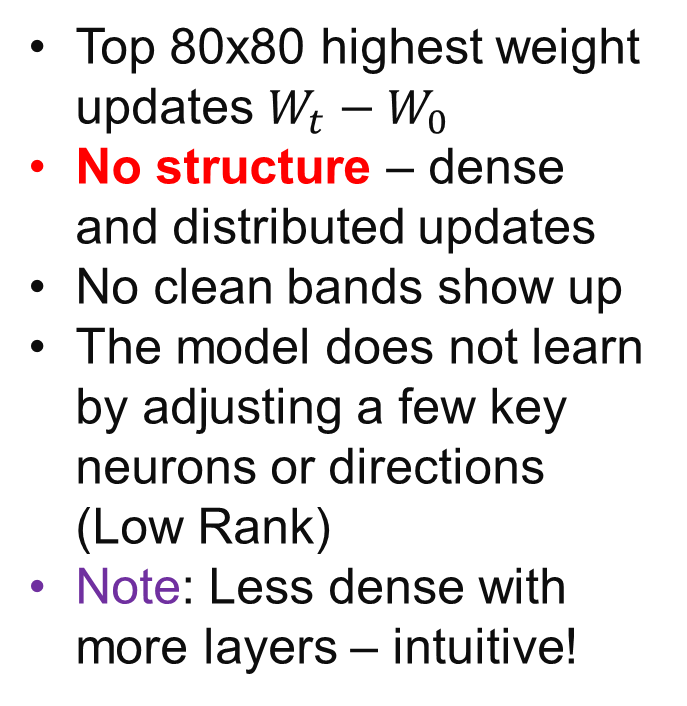 • Top 80x80 highest weight
updates $W_t - W_0$
• No structure – dense
and distributed updates
• No clean bands show up
• The model does not learn
by adjusting a few key
neurons or directions
(Low Rank)
• Note: Less dense with
more layers – intuitive!